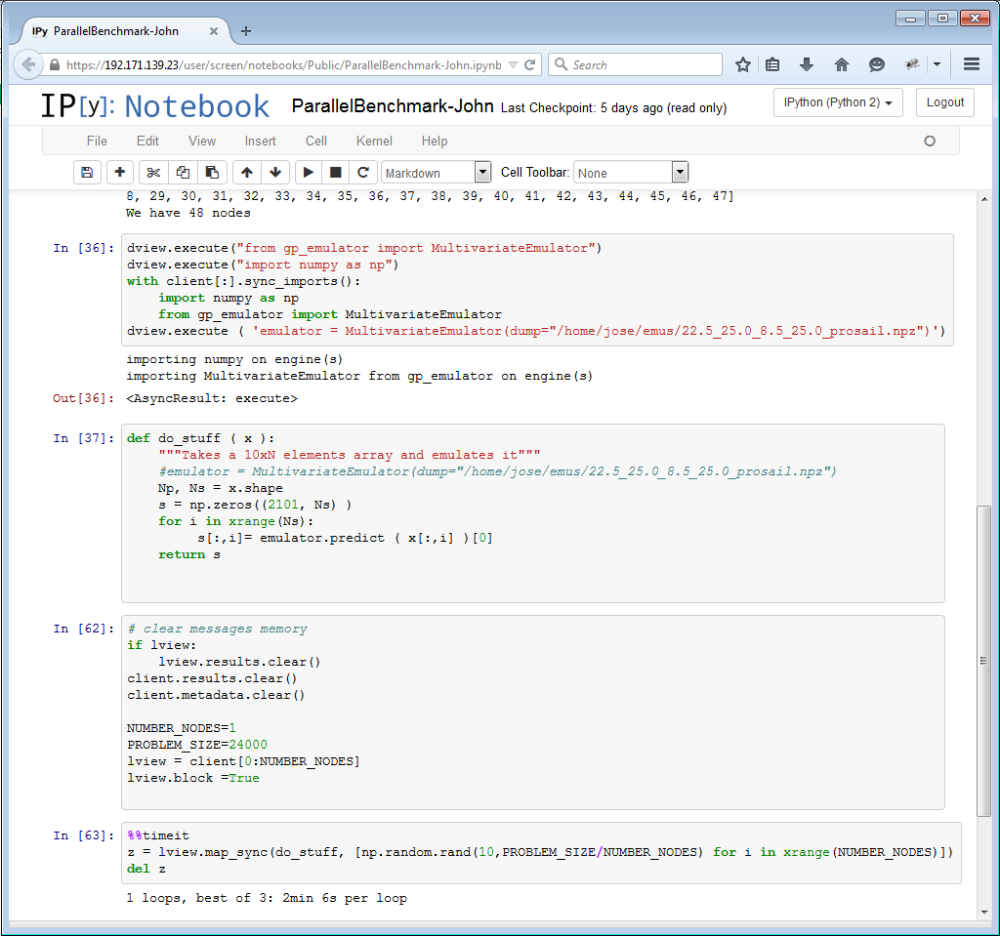 IPy ParallelBenchmark-John
https://192.171.139.23/user/screen/notebooks/Public/ParallelBenchmark-John.ipynb
Search
IP[y]: Notebook ParallelBenchmark-John Last Checkpoint: 5 days ago (read only)
IPython (Python 2)
Logout
File Edit View Insert Cell Kernel Help
Markdown Cell Toolbar: None
8, 29, 30, 31, 32, 33, 34, 35, 36, 37, 38, 39, 40, 41, 42, 43, 44, 45, 46, 47]
We have 48 nodes
In [36]: dview.execute("from gp_emulator import MultivariateEmulator")
dview.execute("import numpy as np")
with client[:].sync_imports():
    import numpy as np
    from gp_emulator import MultivariateEmulator
dview.execute ( 'emulator = MultivariateEmulator(dump="/home/jose/emus/22.5_25.0_8.5_25.0_prosail.npz")')
importing numpy on engine(s)
importing MultivariateEmulator from gp_emulator on engine(s)
Out[36]: <AsyncResult: execute>
In [37]: def do_stuff ( x ):
    """Takes a 10xN elements array and emulates it"""
    #emulator = MultivariateEmulator(dump="/home/jose/emus/22.5_25.0_8.5_25.0_prosail.npz")
    Np, Ns = x.shape
    s = np.zeros((2101, Ns) )
    for i in xrange(Ns):
         s[:,i]= emulator.predict ( x[:,i] )[0]
    return s
In [62]: # clear messages memory
if lview:
    lview.results.clear()
client.results.clear()
client.metadata.clear()
NUMBER_NODES=1
PROBLEM_SIZE=24000
lview = client[0:NUMBER_NODES]
lview.block =True
In [63]: %%timeit
z = lview.map_sync(do_stuff, [np.random.rand(10,PROBLEM_SIZE/NUMBER_NODES) for i in xrange(NUMBER_NODES)])
del z
1 loops, best of 3: 2min 6s per loop